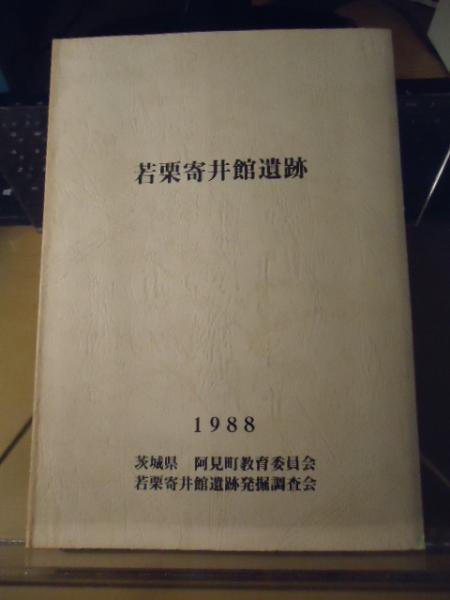 若栗寄井館遺跡
1988
茨城県 阿見町教育委員会
若栗寄井館遺跡発掘調査会